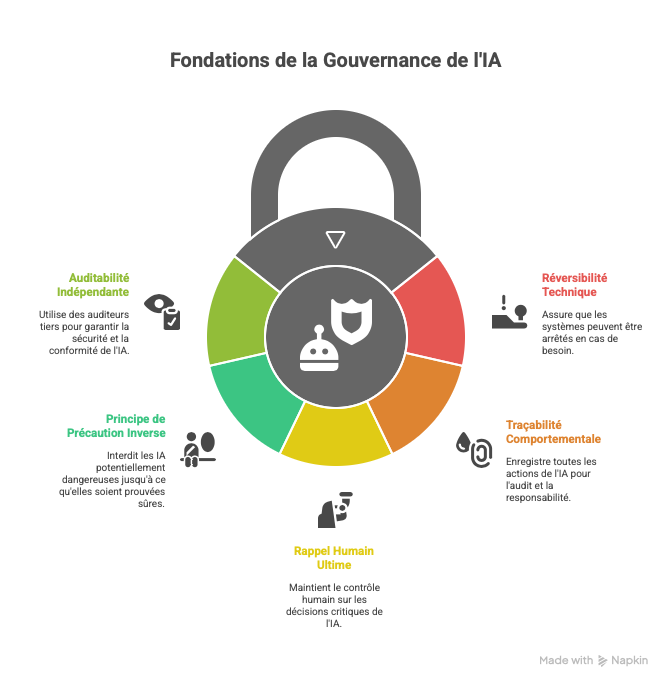 Fondations de la Gouvernance de l'IA
Auditabilité
Indépendante
Utilise des auditeurs
tiers pour garantir la
sécurité et la
conformité de l'IA.
Réversibilité
Technique
Assure que les
systèmes peuvent être
arrêtés en cas de
besoin.
Principe de
Précaution Inverse
Interdit les IA
potentiellement
dangereuses jusqu'à ce
qu'elles soient prouvées
sûres.
Traçabilité
Comportementale
Enregistre toutes les
actions de l'IA pour
l'audit et la
responsabilité.
Rappel Humain
Ultime
Maintient le contrôle
humain sur les
décisions critiques de
l'IA.
Made with Napkin